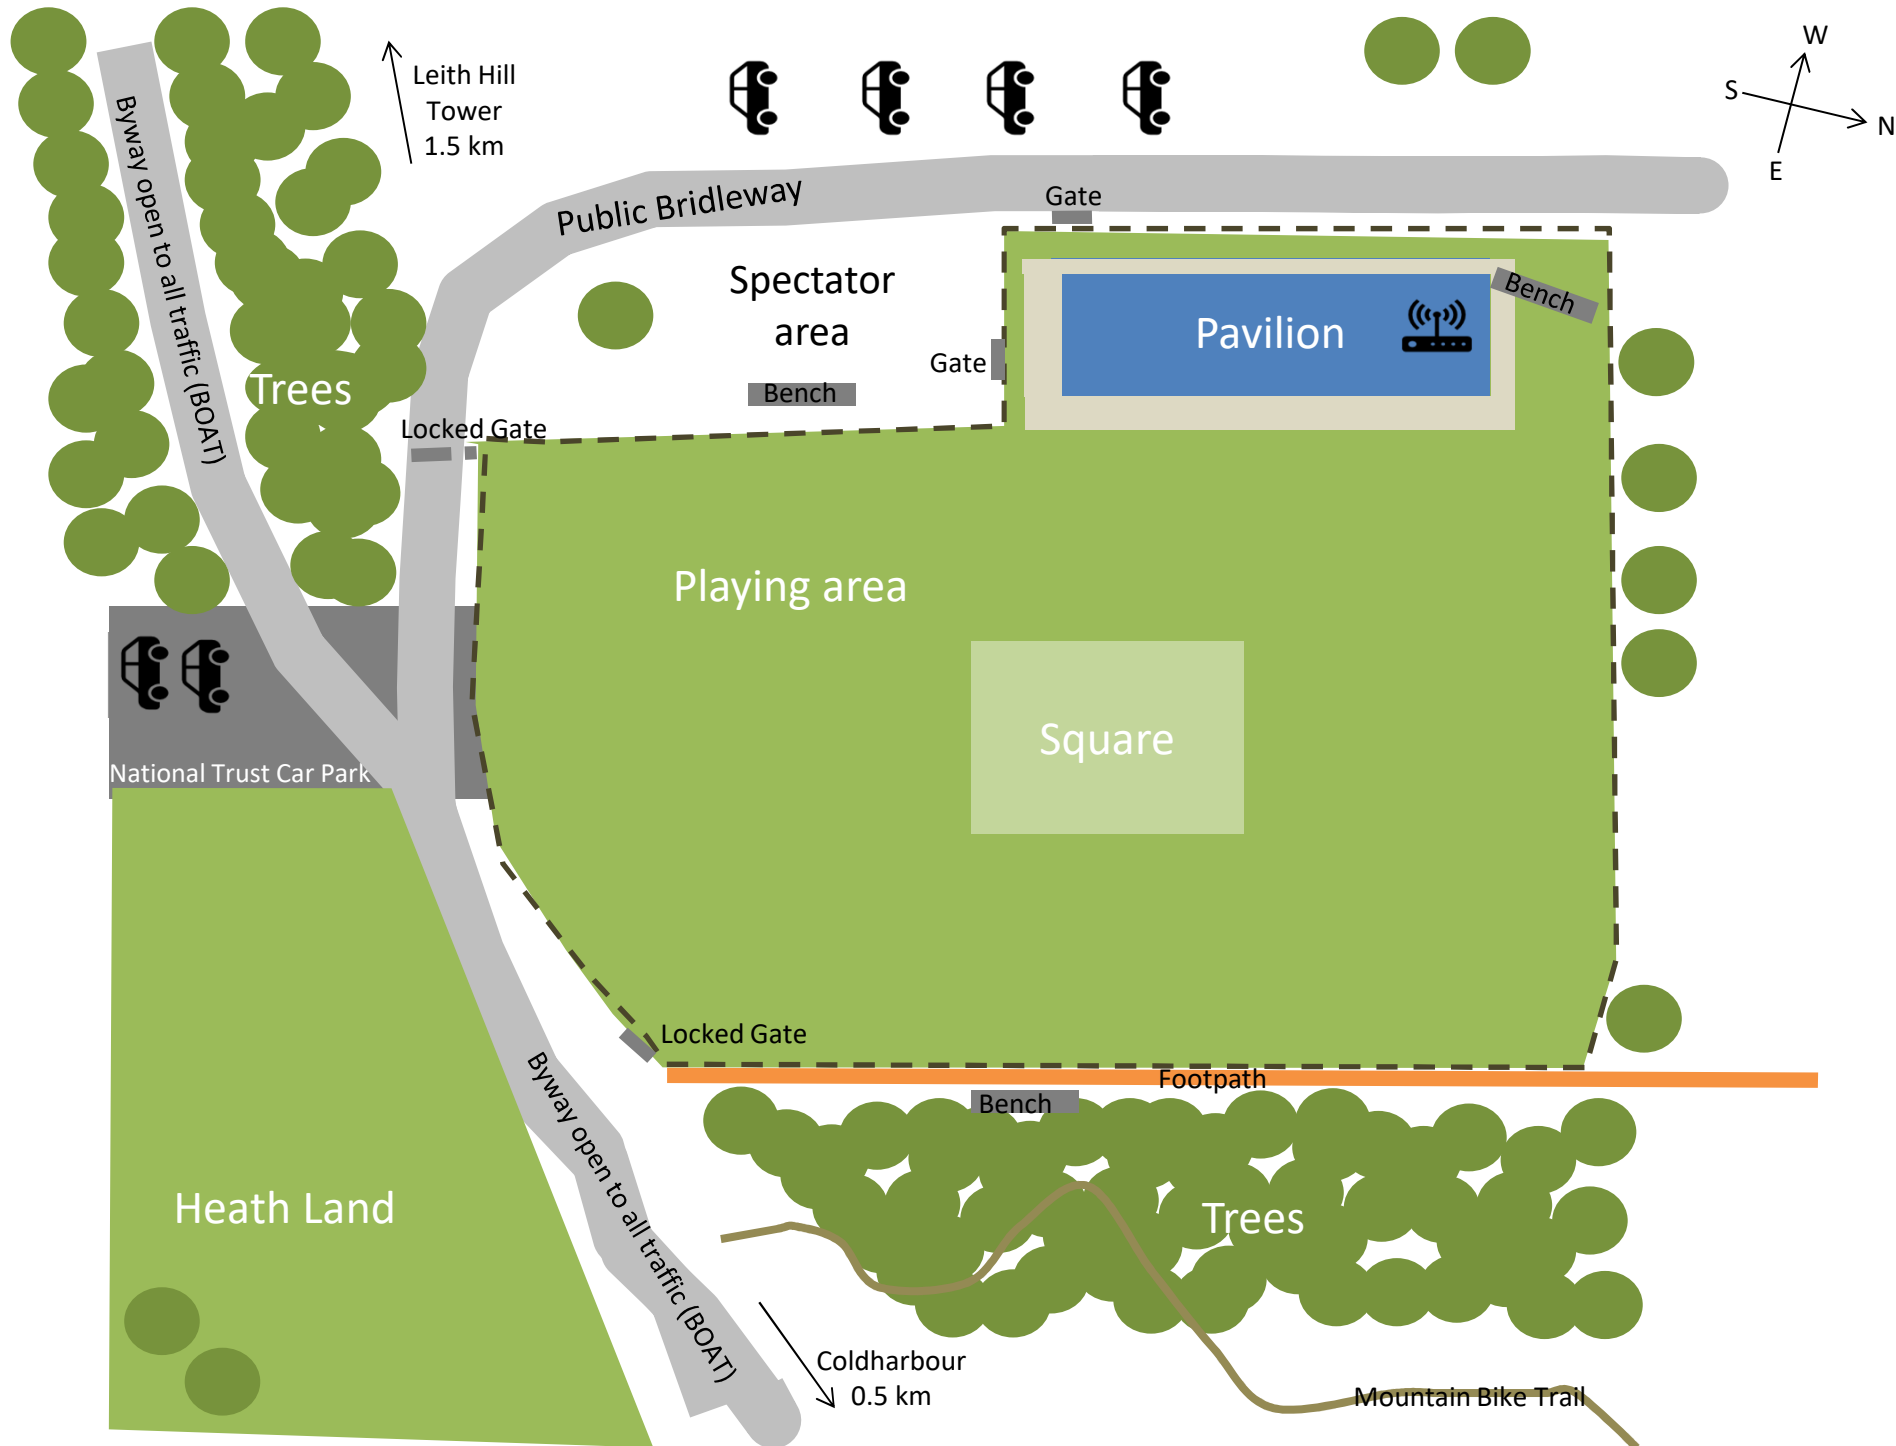 Leith Hill
Tower
1.5 km
W
S
N
E
Byway open to all traffic (BOAT)
Public Bridleway
Gate
Spectator
area
Bench
Pavilion
Gate
Bench
Trees
Locked Gate
Playing area
Square
National Trust Car Park
Locked Gate
Footpath
Bench
Byway open to all traffic (BOAT)
Heath Land
Trees
Coldharbour
0.5 km
Mountain Bike Trail